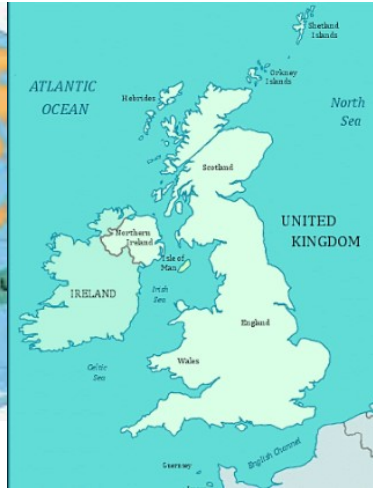 Shetland
Islands
Orkney
Islands
ATLANTIC
OCEAN
Hebrides
North
Sea
Scotland
UNITED
KINGDOM
Northern
Ireland
Isle of
Man
IRELAND
Irish
Sea
England
Wales
Celtic
Sea
English Channel
Guernsey